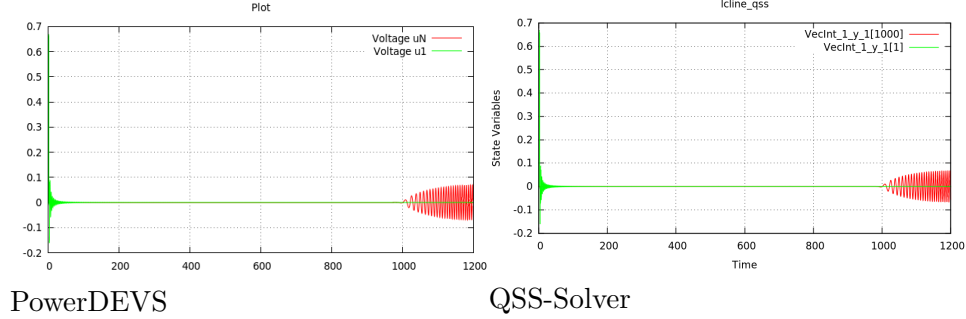 Plot
Voltage uN
Voltage u1
0.7
0.6
0.5
0.4
0.3
0.2
0.1
0
-0.1
-0.2
0 200 400 600 800 1000 1200
PowerDEVS
lcline_qss
VecInt_1_y_1[1000]
VecInt_1_y_1[1]
State Variables
0.7
0.6
0.5
0.4
0.3
0.2
0.1
0
-0.1
-0.2
0 200 400 600 800 1000 1200
Time
QSS-Solver